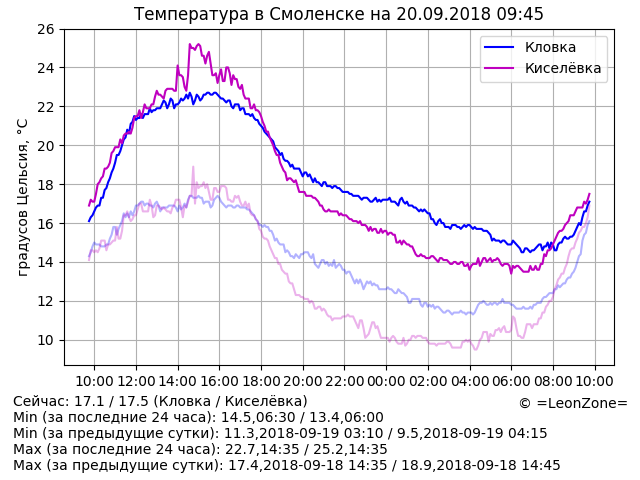 Температура в Смоленске на 20.09.2018 09:45
градусов Цельсия, °C
26
24
22
20
18
16
14
12
10
Кловка
Киселёвка
10:00 12:00 14:00 16:00 18:00 20:00 22:00 00:00 02:00 04:00 06:00 08:00 10:00
Сейчас: 17.1 / 17.5 (Кловка / Киселёвка)
© =LeonZone=
Min (за последние 24 часа): 14.5,06:30 / 13.4,06:00
Min (за предыдущие сутки): 11.3,2018-09-19 03:10 / 9.5,2018-09-19 04:15
Max (за последние 24 часа): 22.7,14:35 / 25.2,14:35
Max (за предыдущие сутки): 17.4,2018-09-18 14:35 / 18.9,2018-09-18 14:45